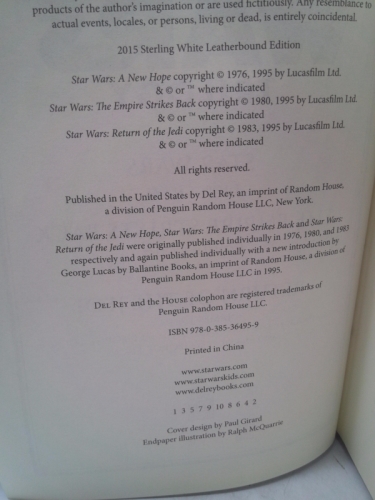 products of the author's imagination or are used fictitiously. Any resemblance to
actual events, locales, or persons, living or dead, is entirely coincidental.
2015 Sterling White Leatherbound Edition
Star Wars: A New Hope copyright © 1976, 1995 by Lucasfilm Ltd.
& © or ™ where indicated
Star Wars: The Empire Strikes Back copyright © 1980, 1995 by Lucasfilm Ltd.
& © or ™ where indicated
Star Wars: Return of the Jedi copyright © 1983, 1995 by Lucasfilm Ltd.
& © or ™ where indicated
All rights reserved.
Published in the United States by Del Rey, an imprint of Random House,
a division of Penguin Random House LLC, New York.
Star Wars: A New Hope, Star Wars: The Empire Strikes Back and Star Wars:
Return of the Jedi were originally published individually in 1976, 1980, and 1983
respectively and again published individually with a new introduction by
George Lucas by Ballantine Books, an imprint of Random House, a division of
Penguin Random House LLC in 1995.
DEL REY and the HOUSE colophon are registered trademarks of
Penguin Random House LLC.
ISBN 978-0-385-36495-9
Printed in China
www.starwars.com
www.starwarskids.com
www.delreybooks.com
1 3 5 7 9 10 8 6 4 2
Cover design by Paul Girard
Endpaper illustration by Ralph McQuarrie